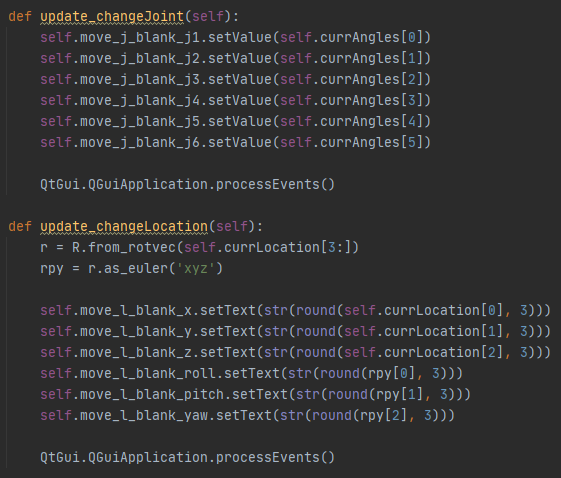 def update_changeJoint(self):
    self.move_j_blank_j1.setValue(self.currAngles[0])
    self.move_j_blank_j2.setValue(self.currAngles[1])
    self.move_j_blank_j3.setValue(self.currAngles[2])
    self.move_j_blank_j4.setValue(self.currAngles[3])
    self.move_j_blank_j5.setValue(self.currAngles[4])
    self.move_j_blank_j6.setValue(self.currAngles[5])

    QtGui.QGuiApplication.processEvents()

def update_changeLocation(self):
    r = R.from_rotvec(self.currLocation[3:])
    rpy = r.as_euler('xyz')

    self.move_l_blank_x.setText(str(round(self.currLocation[0], 3)))
    self.move_l_blank_y.setText(str(round(self.currLocation[1], 3)))
    self.move_l_blank_z.setText(str(round(self.currLocation[2], 3)))
    self.move_l_blank_roll.setText(str(round(rpy[0], 3)))
    self.move_l_blank_pitch.setText(str(round(rpy[1], 3)))
    self.move_l_blank_yaw.setText(str(round(rpy[2], 3)))

    QtGui.QGuiApplication.processEvents()